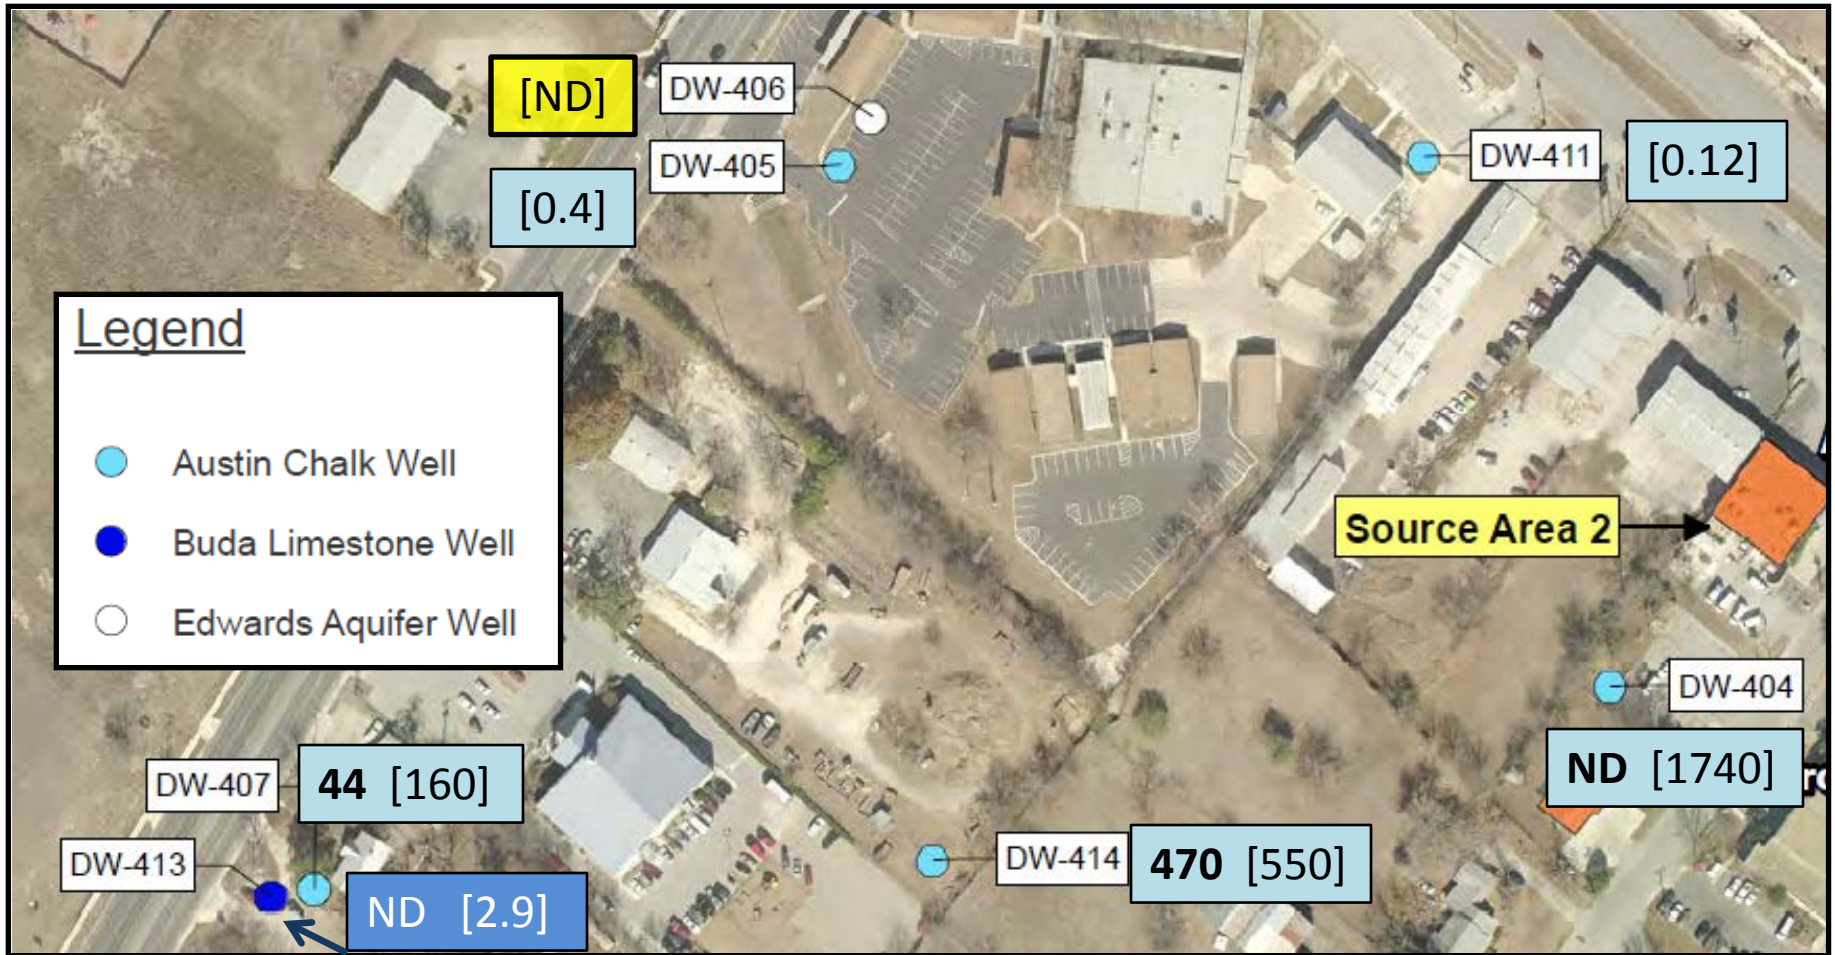 [ND]
DW-406
DW-405
[0.4]
DW-411
[0.12]
Legend
Austin Chalk Well
Buda Limestone Well
Edwards Aquifer Well
Source Area 2
DW-404
ND [1740]
DW-407
44 [160]
DW-413
ND [2.9]
DW-414
470 [550]